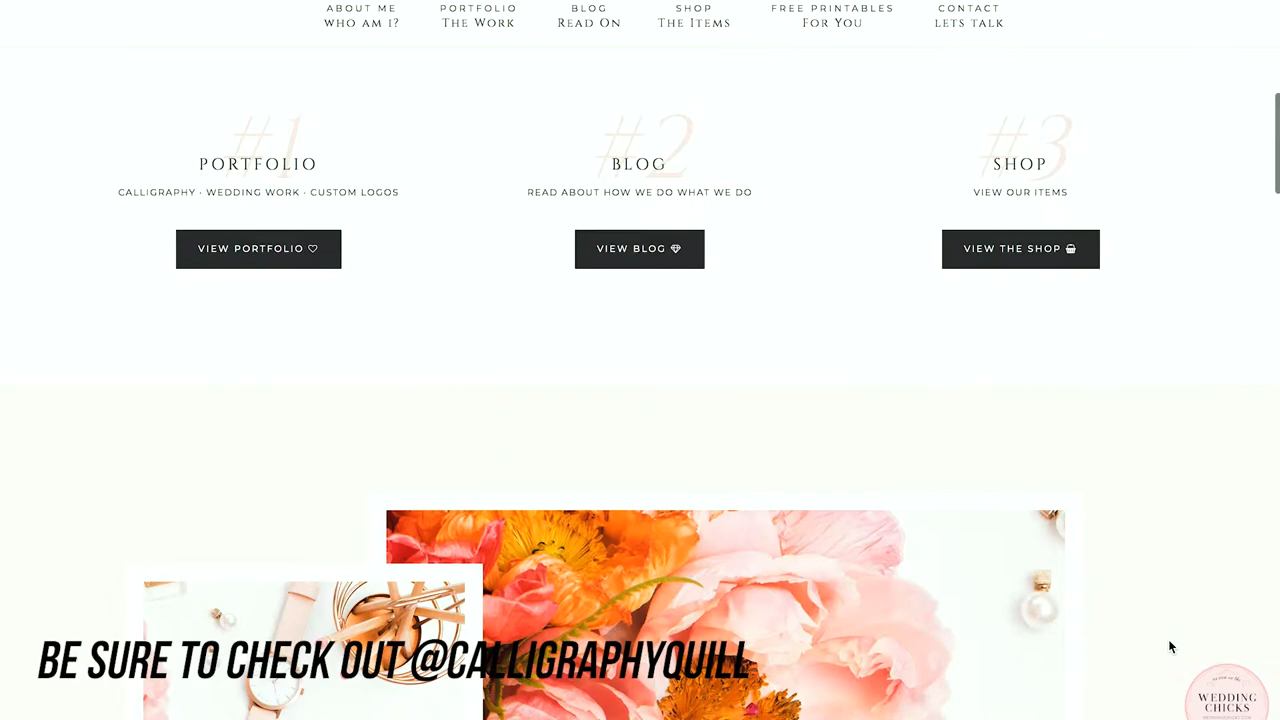 ABOUT ME PORTFOLIO BLOG SHOP FREE PRINTABLES CONTACT
WHO AM I? The Work Read On The Items For You LETS TALK
#1 #2 #3
PORTFOLIO BLOG SHOP
CALLIGRAPHY · WEDDING WORK · CUSTOM LOGOS READ ABOUT HOW WE DO WHAT WE DO VIEW OUR ITEMS
VIEW PORTFOLIO VIEW BLOG VIEW THE SHOP
BE SURE TO CHECK OUT @CALLIGRAPHYQUILL
WEDDING
CHICKS